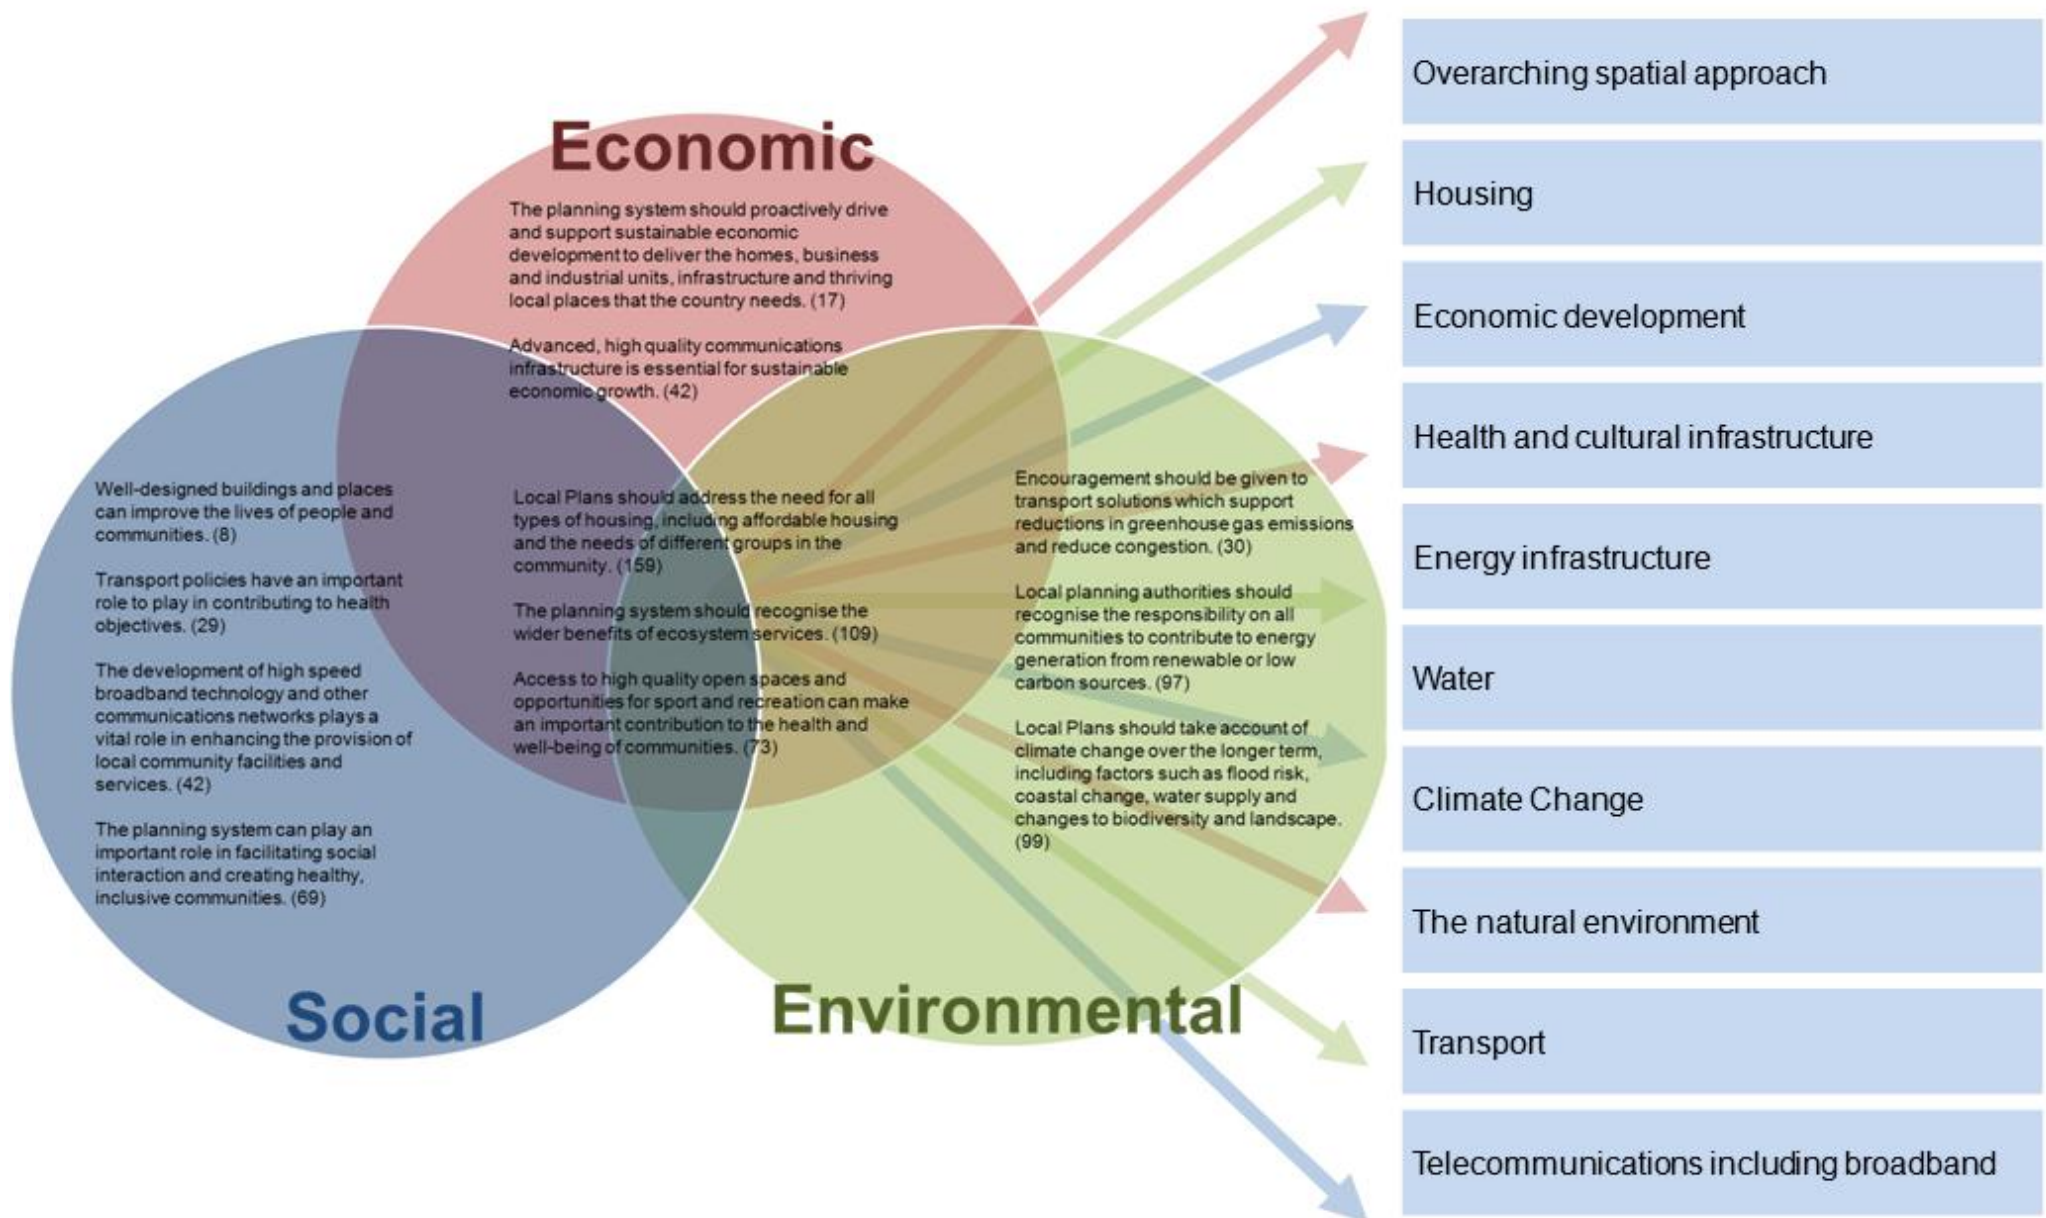 Economic
The planning system should proactively drive
and support sustainable economic
development to deliver the homes, business
and industrial units, infrastructure and thriving
local places that the country needs. (17)
Advanced, high quality communications
infrastructure is essential for sustainable
economic growth. (42)
Well-designed buildings and places
can improve the lives of people and
communities. (8)
Transport policies have an important
role to play in contributing to health
objectives. (29)
The development of high speed
broadband technology and other
communications networks plays a
vital role in enhancing the provision of
local community facilities and
services. (42)
The planning system can play an
important role in facilitating social
interaction and creating healthy,
inclusive communities. (69)
Social
Local Plans should address the need for all
types of housing, including affordable housing
and the needs of different groups in the
community. (159)
The planning system should recognise the
wider benefits of ecosystem services. (109)
Access to high quality open spaces and
opportunities for sport and recreation can make
an important contribution to the health and
well-being of communities. (73)
Encouragement should be given to
transport solutions which support
reductions in greenhouse gas emissions
and reduce congestion. (30)
Local planning authorities should
recognise the responsibility on all
communities to contribute to energy
generation from renewable or low
carbon sources. (97)
Local Plans should take account of
climate change over the longer term,
including factors such as flood risk,
coastal change, water supply and
changes to biodiversity and landscape.
(99)
Environmental
Overarching spatial approach
Housing
Economic development
Health and cultural infrastructure
Energy infrastructure
Water
Climate Change
The natural environment
Transport
Telecommunications including broadband